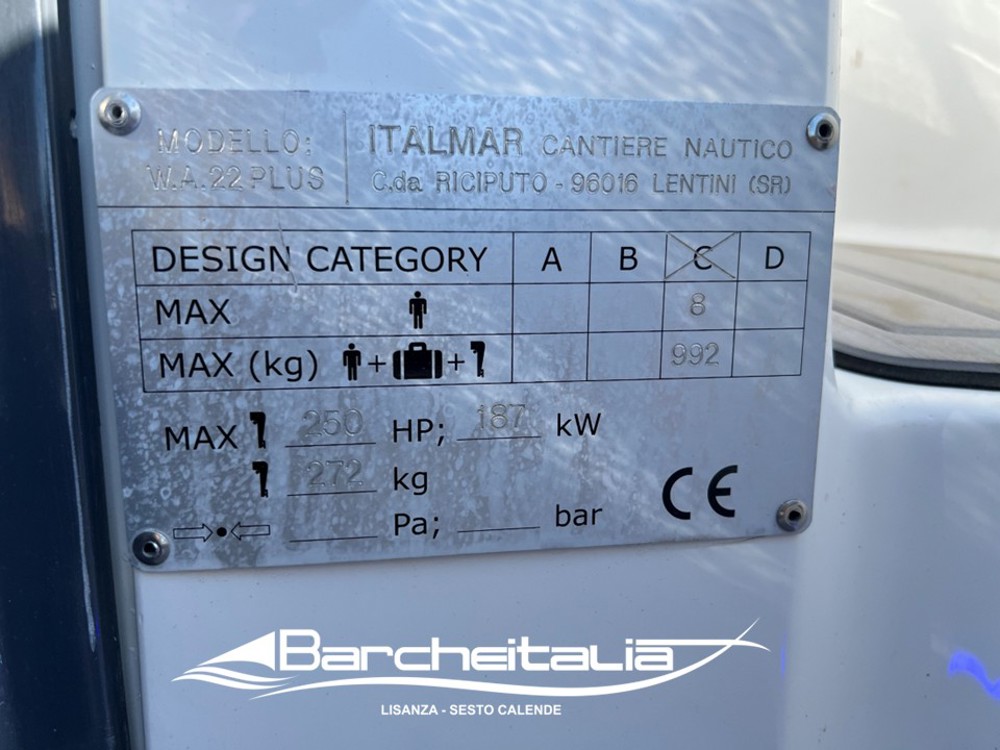 MODELLO:
W.A. 22 PLUS
ITALMAR CANTIERE NAUTICO
C.da RICIPUTO - 96016 LENTINI (SR)
DESIGN CATEGORY A B C D
MAX 8
MAX (kg) + + 992
MAX 250 HP; 187 kW
272 kg
Pa; bar
CE
Barcheitalia
LISANZA - SESTO CALENDE